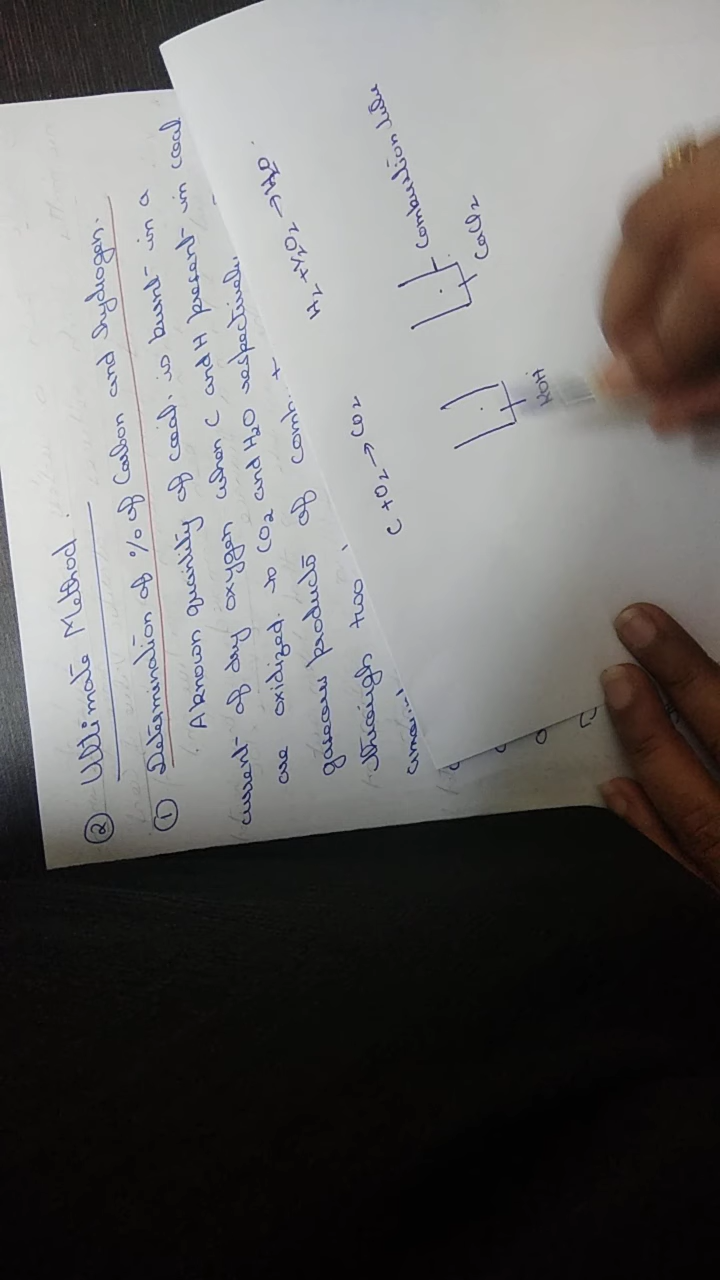 ② Ultimate Method.
① Determination of % of Carbon and hydrogen.
A known quantity of coal is burnt in a
current of dry oxygen when C and H present in coal
are oxidized to CO2 and H2O respectively
gaseous products of comb
through two
C + O2 → CO2
H2 + ½O2 → H2O
Combustion tube
CaCl2
KOH